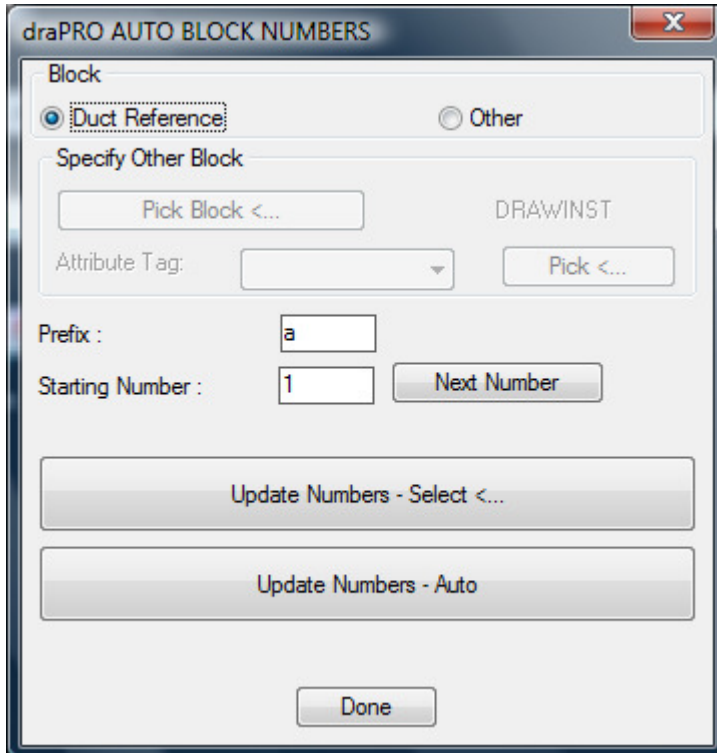 draPRO AUTO BLOCK NUMBERS
X
Block
Duct Reference Other
Specify Other Block
Pick Block <... DRAWINST
Attribute Tag: Pick <...
Prefix : a
Starting Number : 1 Next Number
Update Numbers - Select <...
Update Numbers - Auto
Done